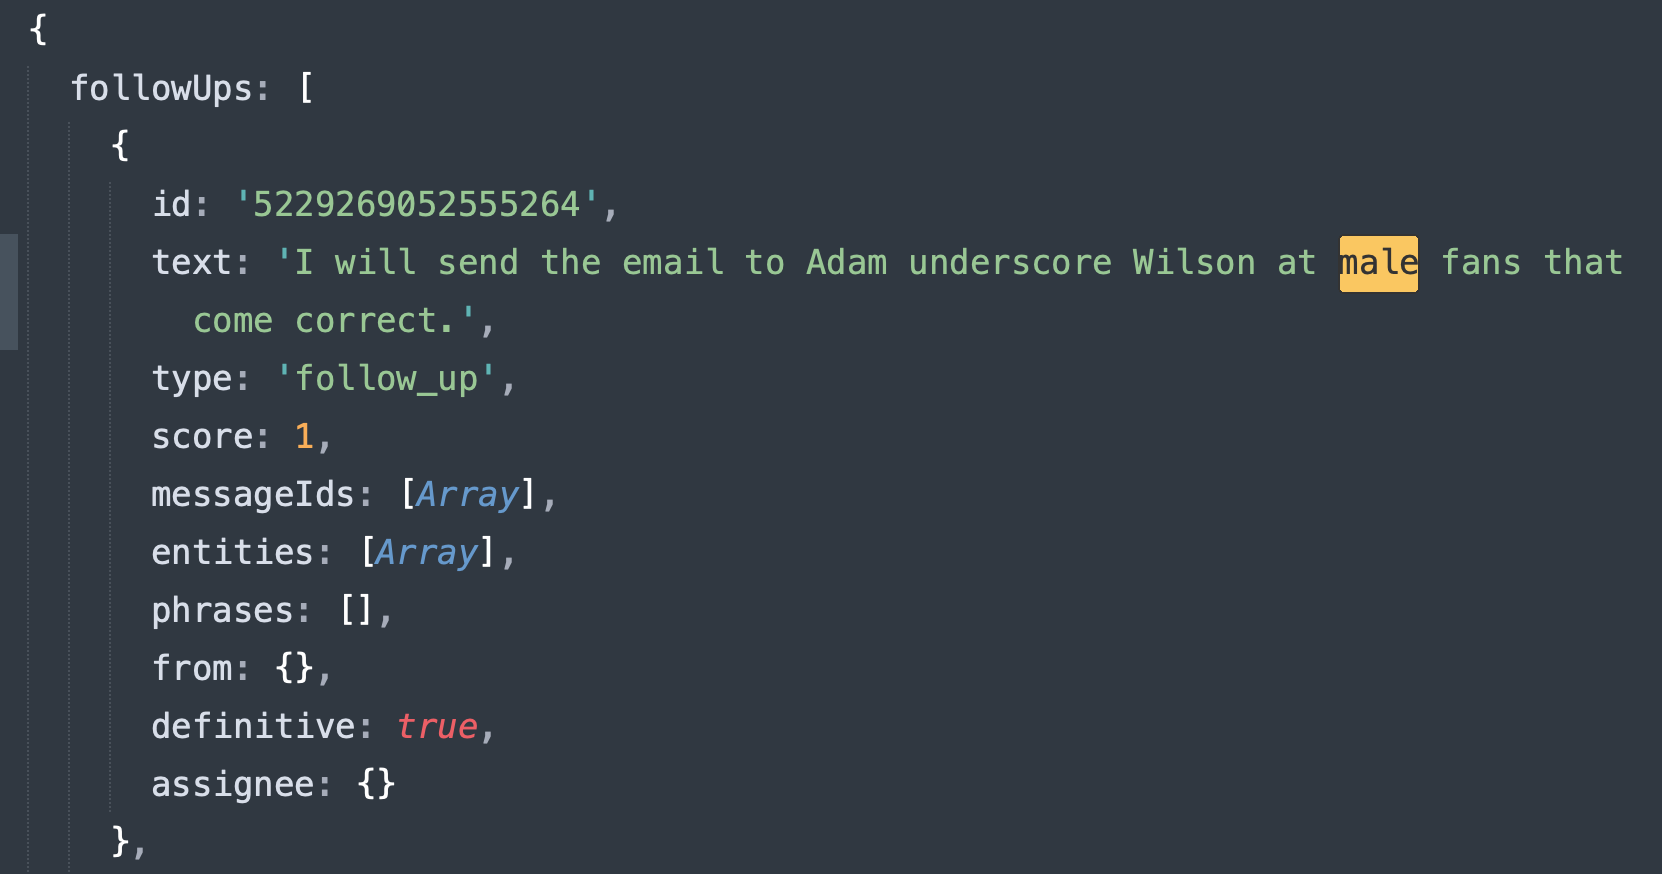 {
followUps: [
{
id: '5229269052555264',
text: 'I will send the email to Adam underscore Wilson at male fans that
come correct.',
type: 'follow_up',
score: 1,
messageIds: [Array],
entities: [Array],
phrases: [],
from: {},
definitive: true,
assignee: {}
},